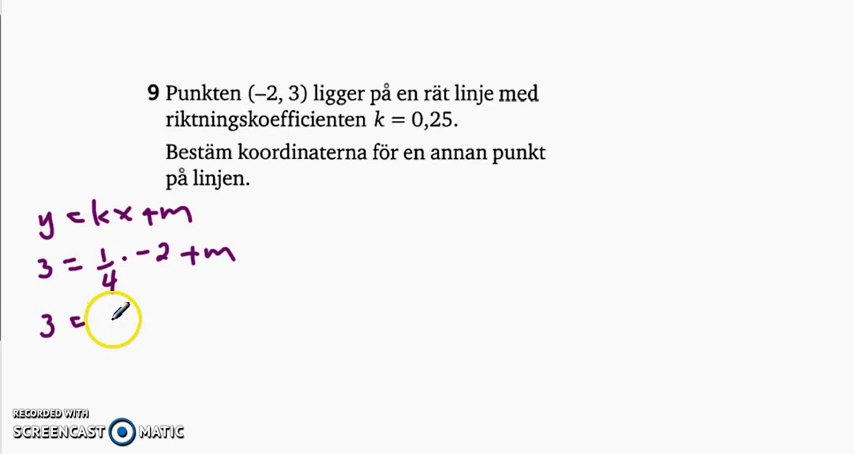 9 Punkten (–2, 3) ligger på en rät linje med
riktningskoefficienten k = 0,25.
Bestäm koordinaterna för en annan punkt
på linjen.
y = kx + m
3 = 1/4 · -2 + m
3 =
RECORDED WITH
SCREENCAST MATIC